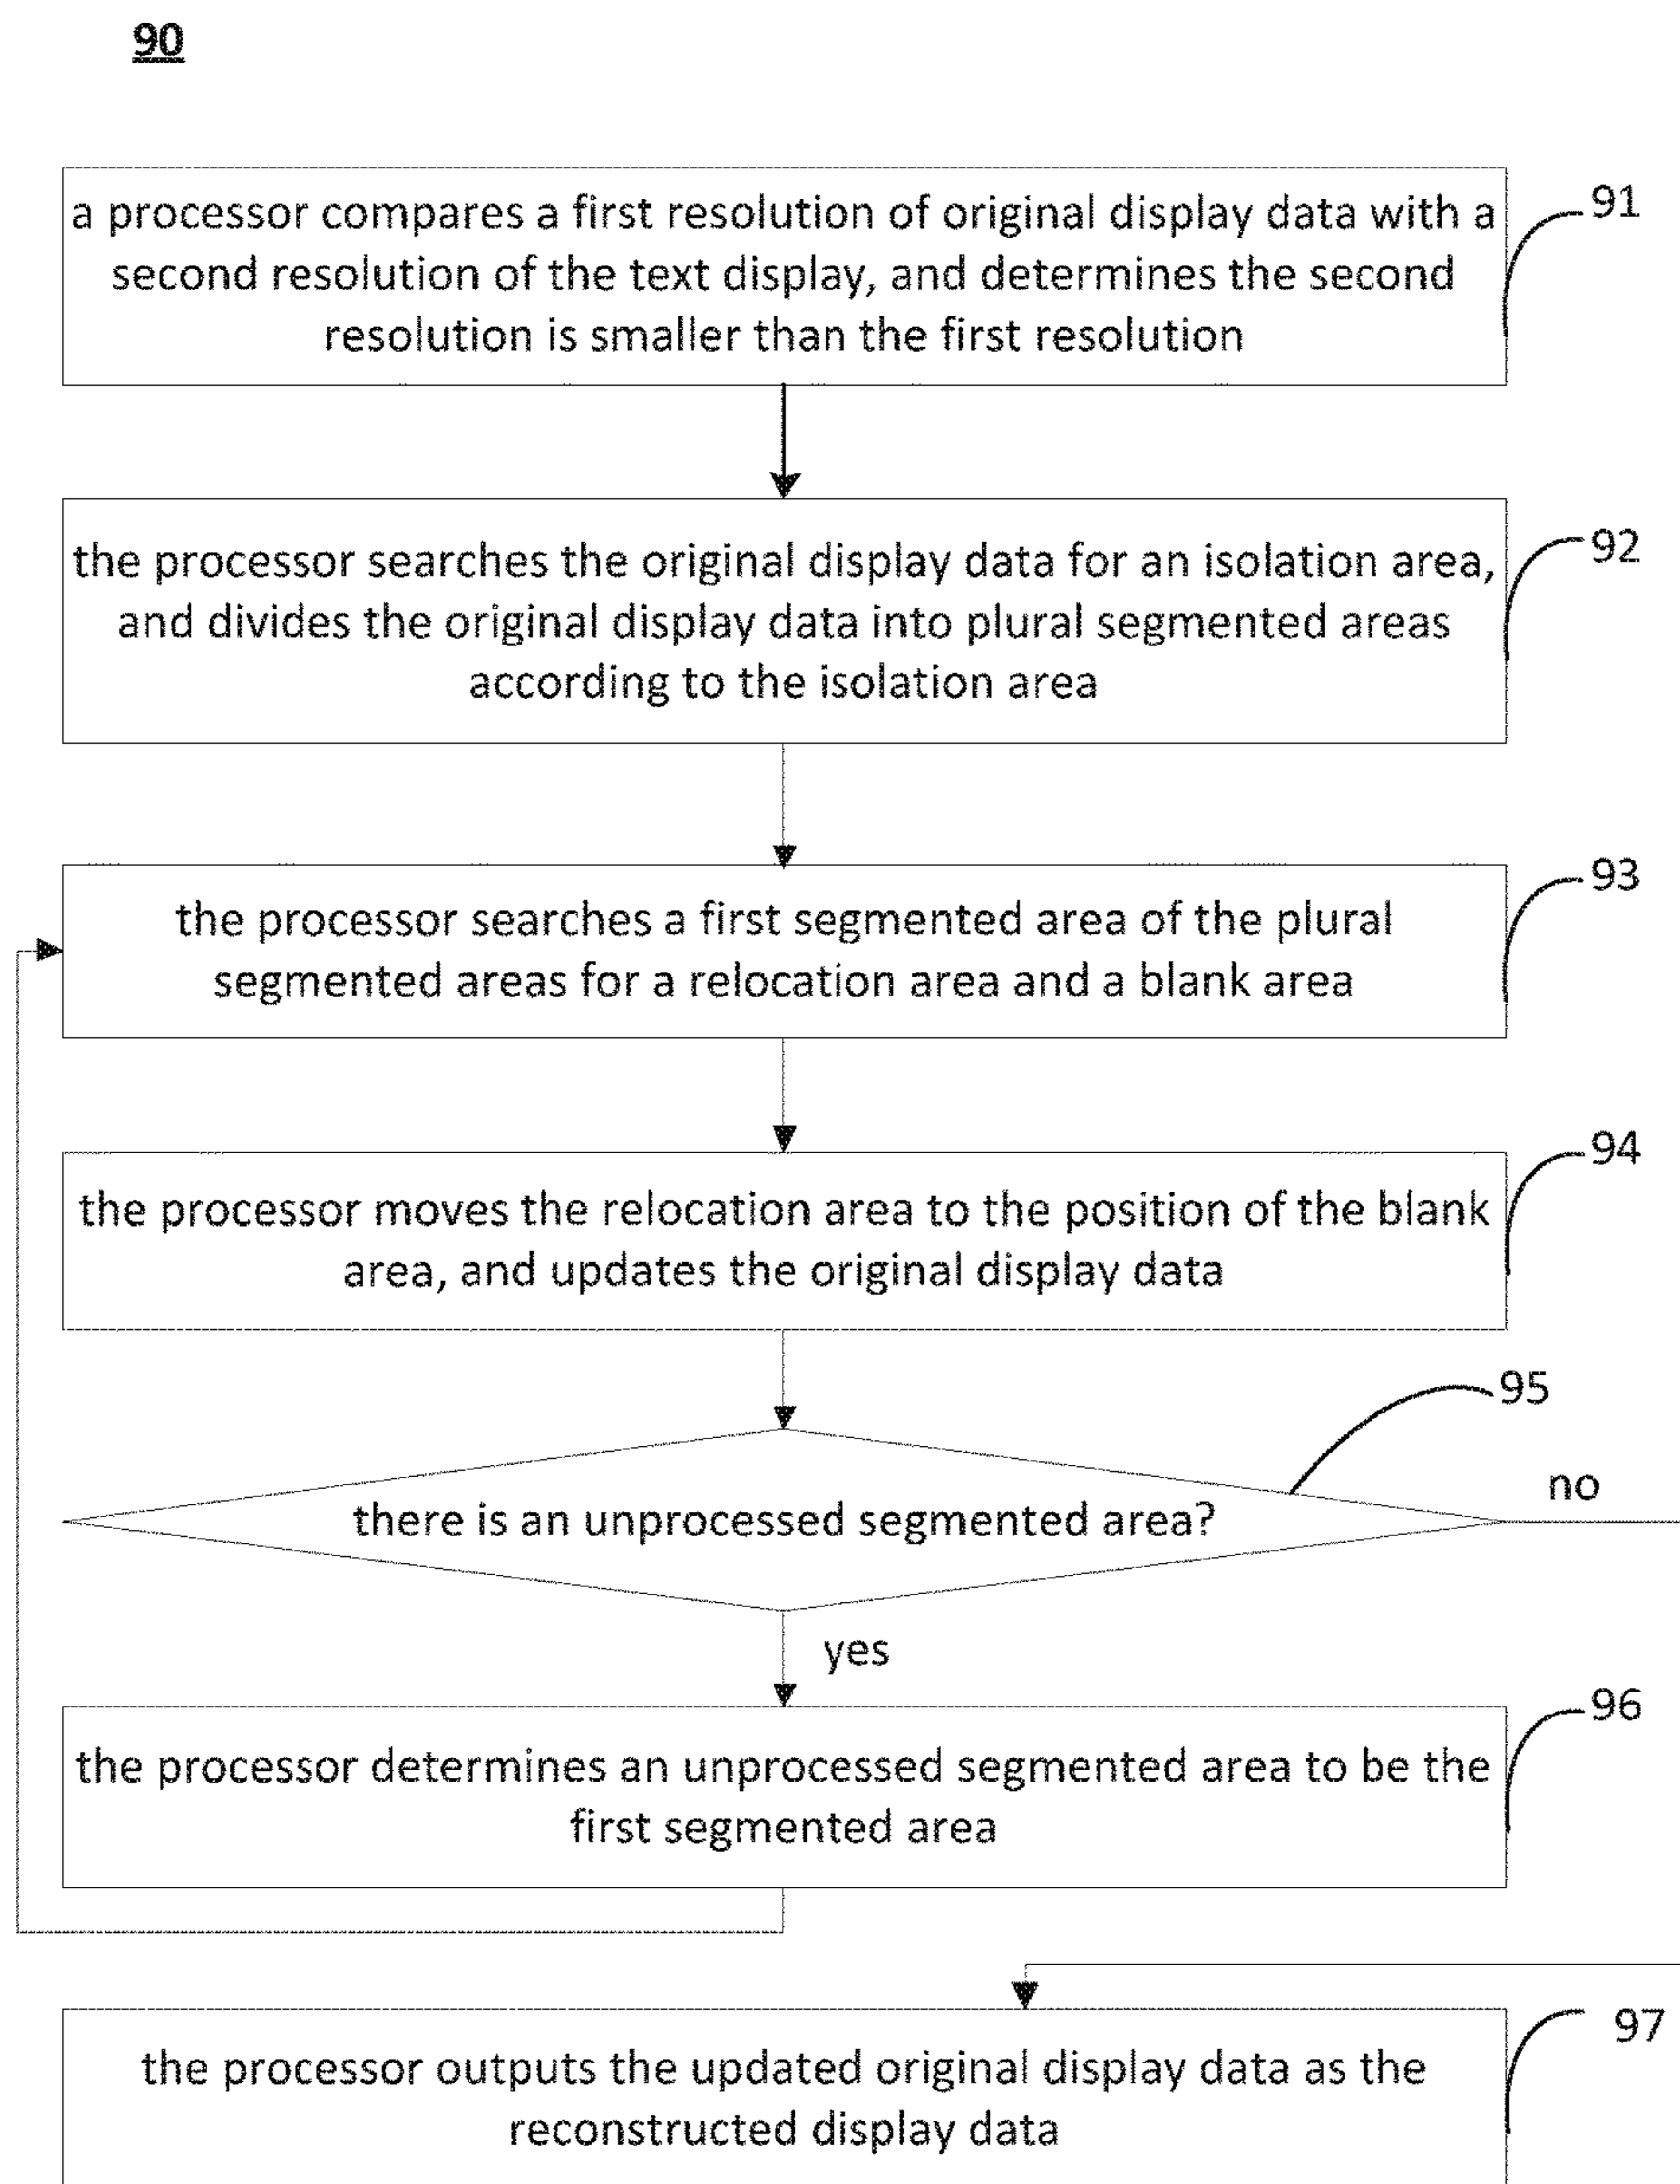 90
a processor compares a first resolution of original display data with a
second resolution of the text display, and determines the second
resolution is smaller than the first resolution
91
the processor searches the original display data for an isolation area,
and divides the original display data into plural segmented areas
according to the isolation area
92
the processor searches a first segmented area of the plural
segmented areas for a relocation area and a blank area
93
the processor moves the relocation area to the position of the blank
area, and updates the original display data
94
there is an unprocessed segmented area?
95
no
yes
the processor determines an unprocessed segmented area to be the
first segmented area
96
the processor outputs the updated original display data as the
reconstructed display data
97